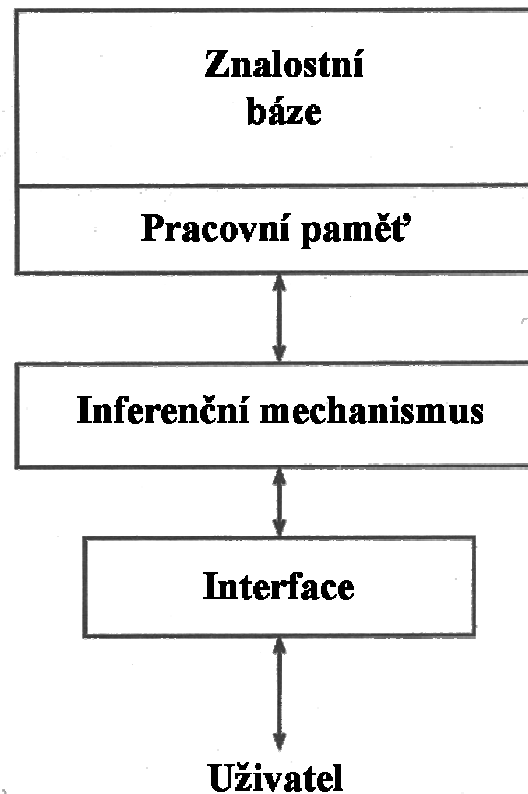 Znalostní
báze
Pracovní paměť
Inferenční mechanismus
Interface
Uživatel